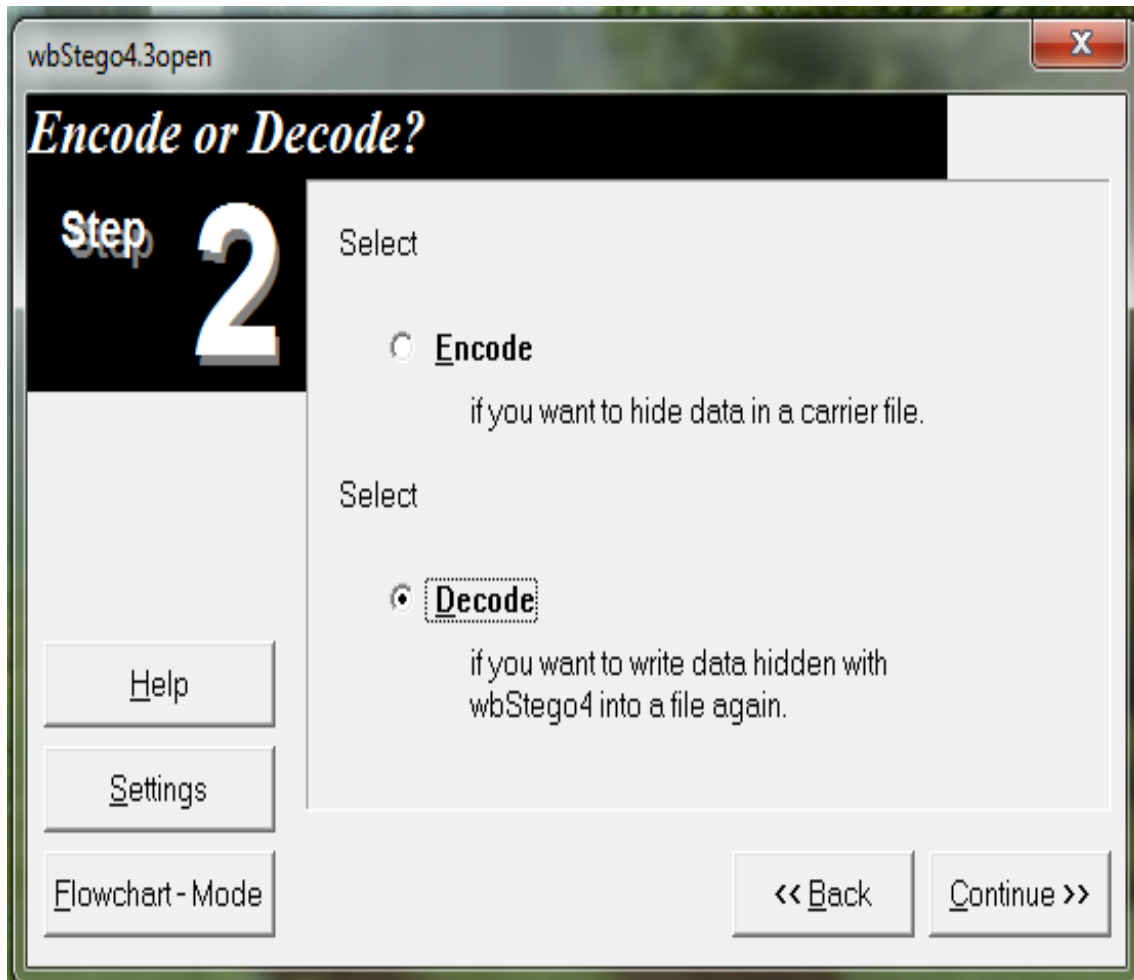 wbStego4.3open
X
Encode or Decode?
Step 2
Select
Encode
if you want to hide data in a carrier file.
Select
Decode
if you want to write data hidden with
wbStego4 into a file again.
Help
Settings
Flowchart - Mode
<< Back
Continue >>